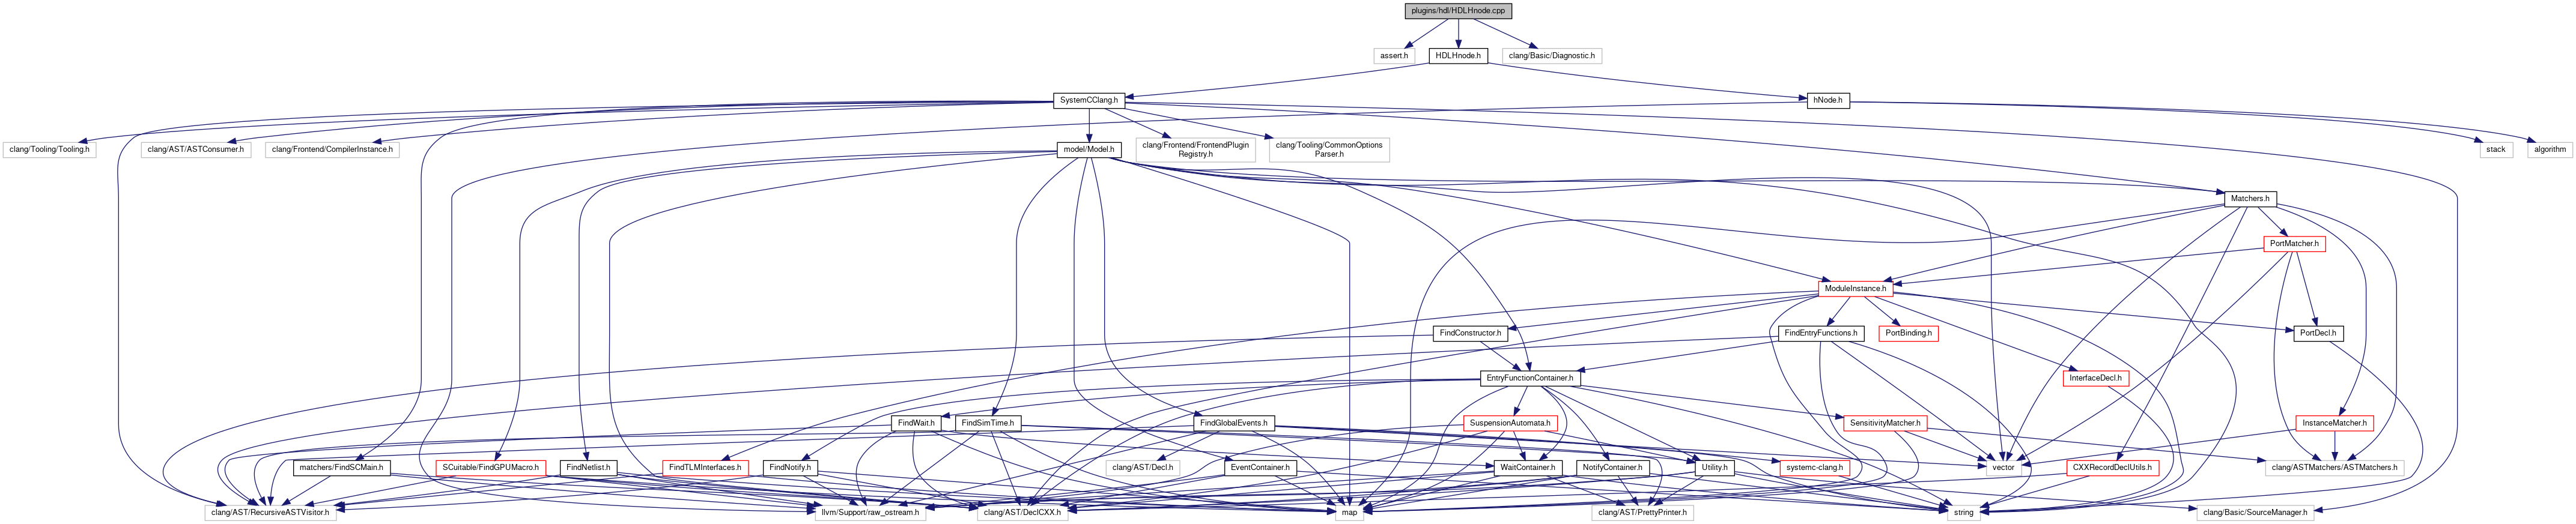 plugins/hdl/HDLHnode.cpp
assert.h
HDLHnode.h
clang/Basic/Diagnostic.h
SystemCClang.h
hNode.h
clang/Tooling/Tooling.h
clang/AST/ASTConsumer.h
clang/Frontend/CompilerInstance.h
model/Model.h
clang/Frontend/FrontendPlugin
Registry.h
clang/Tooling/CommonOptions
Parser.h
stack
algorithm
Matchers.h
PortMatcher.h
ModuleInstance.h
FindConstructor.h
FindEntryFunctions.h
PortBinding.h
PortDecl.h
EntryFunctionContainer.h
InterfaceDecl.h
FindWait.h
FindSimTime.h
FindGlobalEvents.h
SuspensionAutomata.h
SensitivityMatcher.h
InstanceMatcher.h
matchers/FindSCMain.h
SCuitable/FindGPUMacro.h
FindNetlist.h
FindTLMInterfaces.h
FindNotify.h
clang/AST/Decl.h
EventContainer.h
WaitContainer.h
NotifyContainer.h
Utility.h
systemc-clang.h
vector
CXXRecordDeclUtils.h
clang/ASTMatchers/ASTMatchers.h
clang/AST/RecursiveASTVisitor.h
llvm/Support/raw_ostream.h
clang/AST/DeclCXX.h
map
clang/AST/PrettyPrinter.h
string
clang/Basic/SourceManager.h